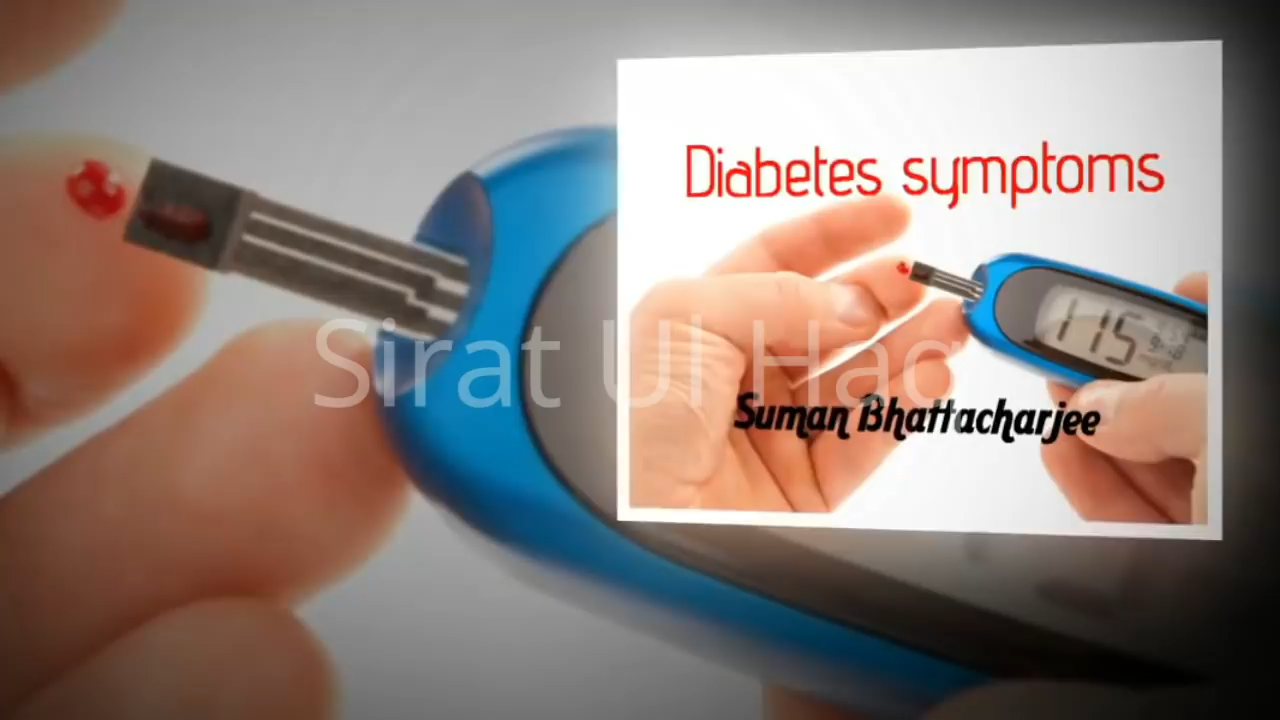 Diabetes symptoms
115
Sirat Ul Haq
Suman Bhattacharjee